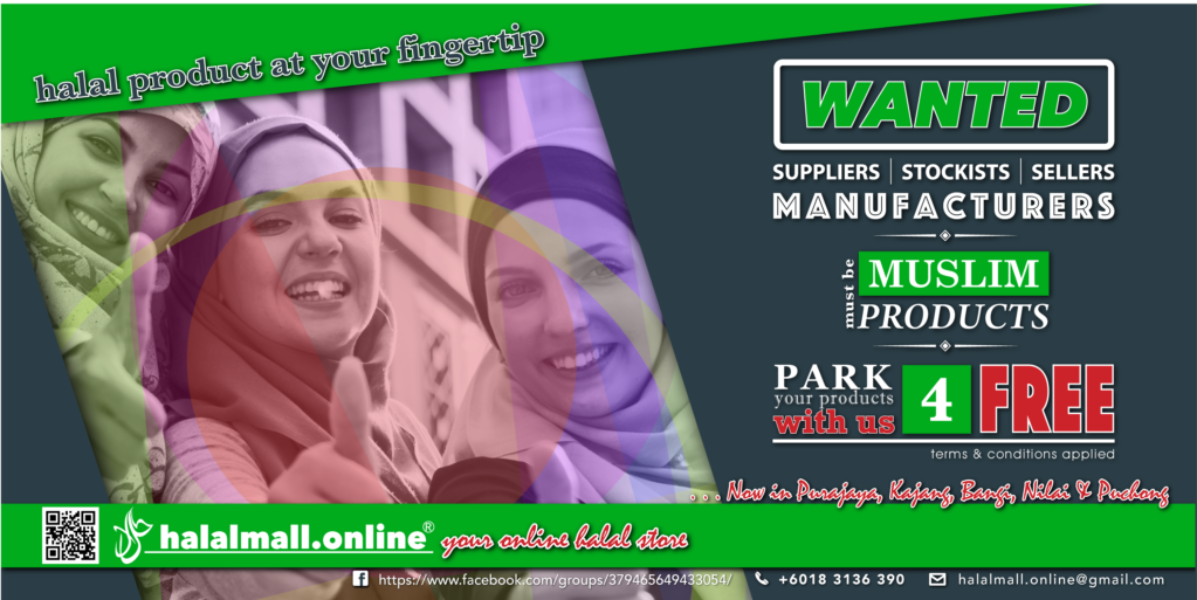 halal product at your fingertip
WANTED
SUPPLIERS | STOCKISTS | SELLERS
MANUFACTURERS
must be MUSLIM
PRODUCTS
PARK
your products
with us
4 FREE
terms & conditions applied
. . . Now in Purajaya, Kajang, Bangi, Nilai & Puchong
halalmall.online® your online halal store
https://www.facebook.com/groups/379465649433054/ +6018 3136 390 halalmall.online@gmail.com